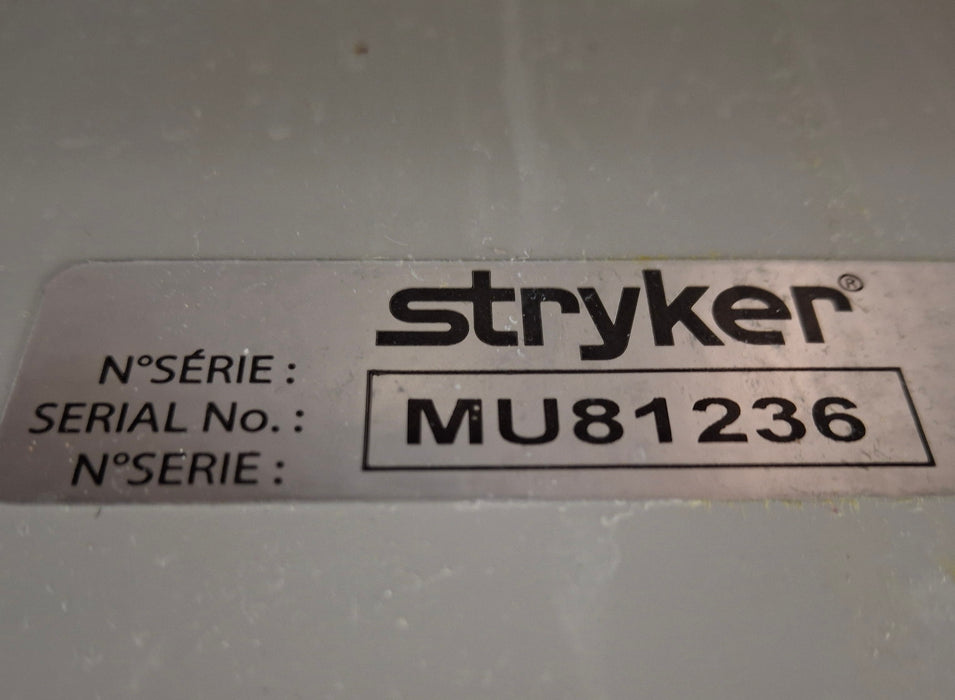 stryker®
N°SÉRIE :
SERIAL No. :
N°SERIE :
MU81236